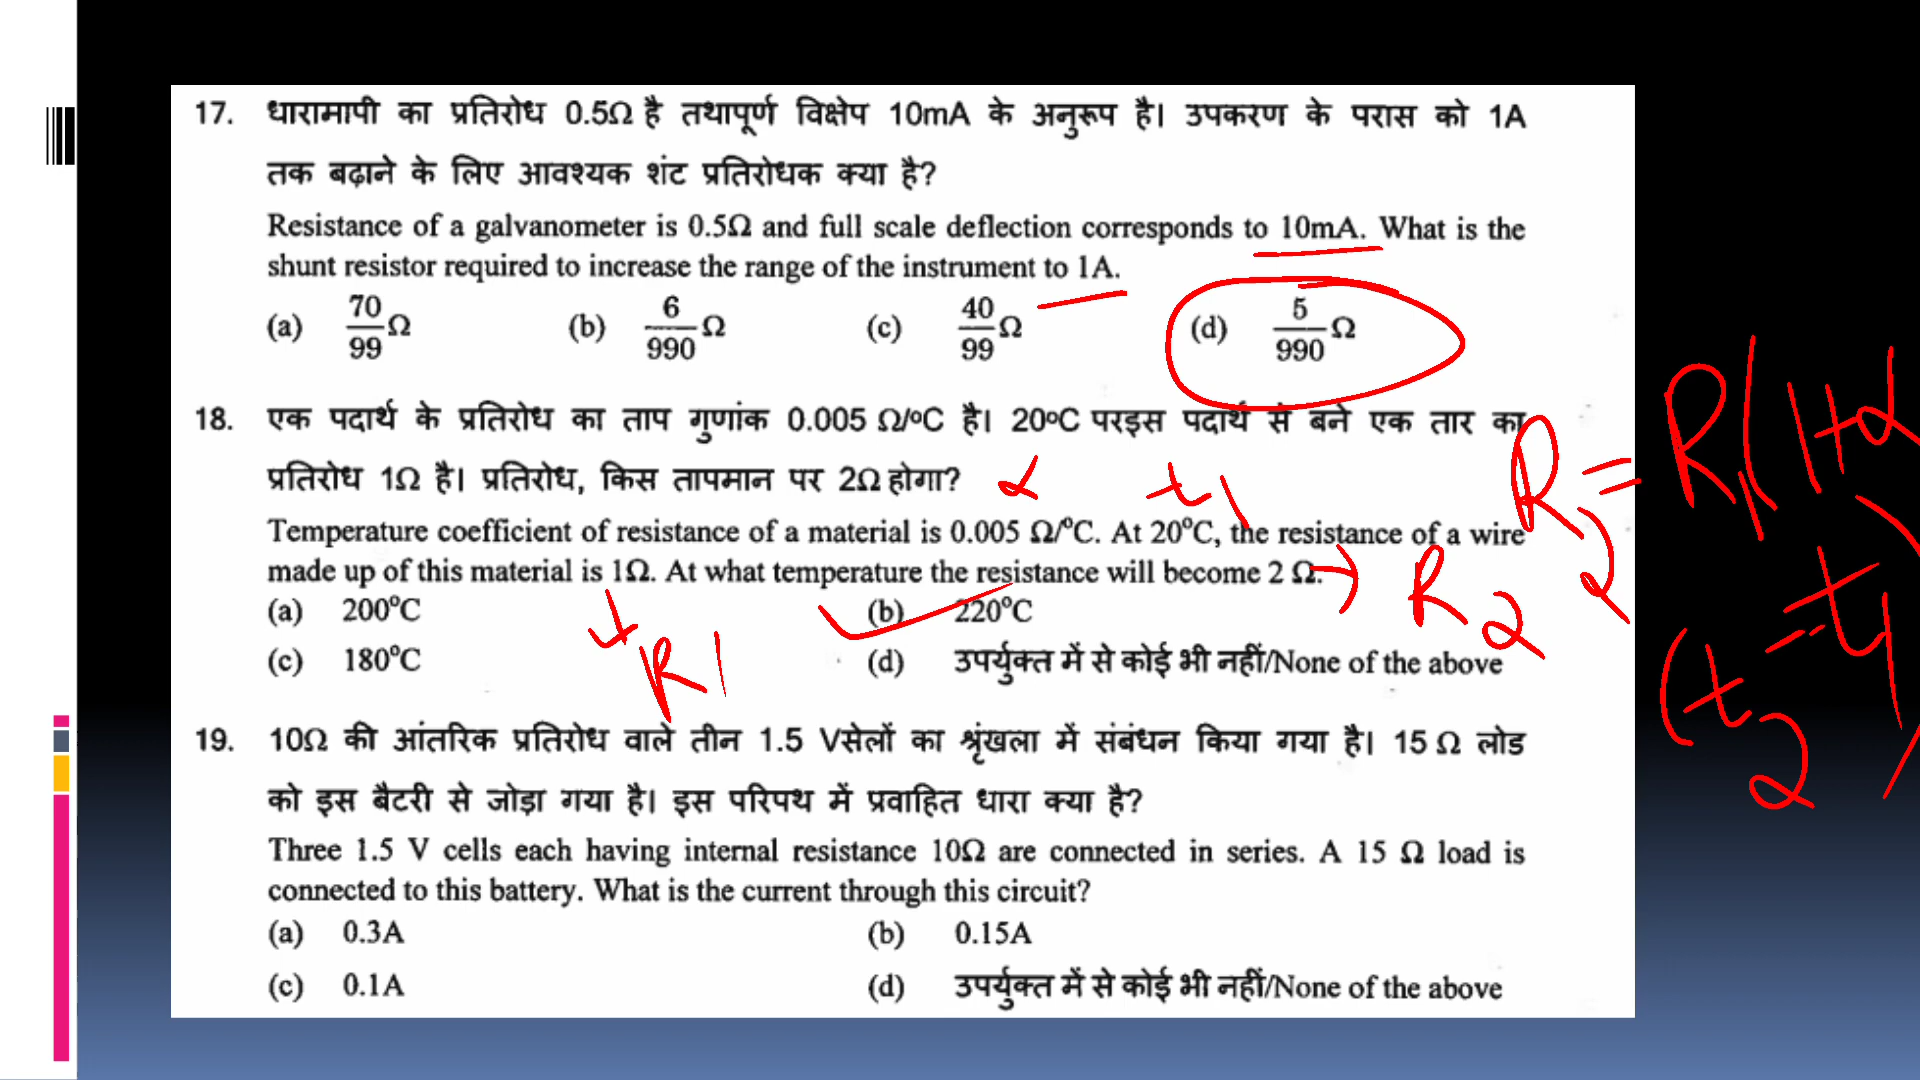 17. धारामापी का प्रतिरोध 0.5Ω है तथापूर्ण विक्षेप 10mA के अनुरूप है। उपकरण के परास को 1A
तक बढ़ाने के लिए आवश्यक शंट प्रतिरोधक क्या है?
Resistance of a galvanometer is 0.5Ω and full scale deflection corresponds to 10mA. What is the
shunt resistor required to increase the range of the instrument to 1A.
(a) 70/99 Ω (b) 6/990 Ω (c) 40/99 Ω (d) 5/990 Ω
18. एक पदार्थ के प्रतिरोध का ताप गुणांक 0.005 Ω/ºC है। 20ºC परइस पदार्थ से बने एक तार का
प्रतिरोध 1Ω है। प्रतिरोध, किस तापमान पर 2Ω होगा? α t1
R2 = R1(1+α
(t2 - t1)
Temperature coefficient of resistance of a material is 0.005 Ω/ºC. At 20ºC, the resistance of a wire
made up of this material is 1Ω. At what temperature the resistance will become 2 Ω. → R2
(a) 200ºC (b) 220ºC
R1
(c) 180ºC (d) उपर्युक्त में से कोई भी नहीं/None of the above
19. 10Ω की आंतरिक प्रतिरोध वाले तीन 1.5 Vसेलों का श्रृंखला में संबंधन किया गया है। 15 Ω लोड
को इस बैटरी से जोड़ा गया है। इस परिपथ में प्रवाहित धारा क्या है?
Three 1.5 V cells each having internal resistance 10Ω are connected in series. A 15 Ω load is
connected to this battery. What is the current through this circuit?
(a) 0.3A (b) 0.15A
(c) 0.1A (d) उपर्युक्त में से कोई भी नहीं/None of the above